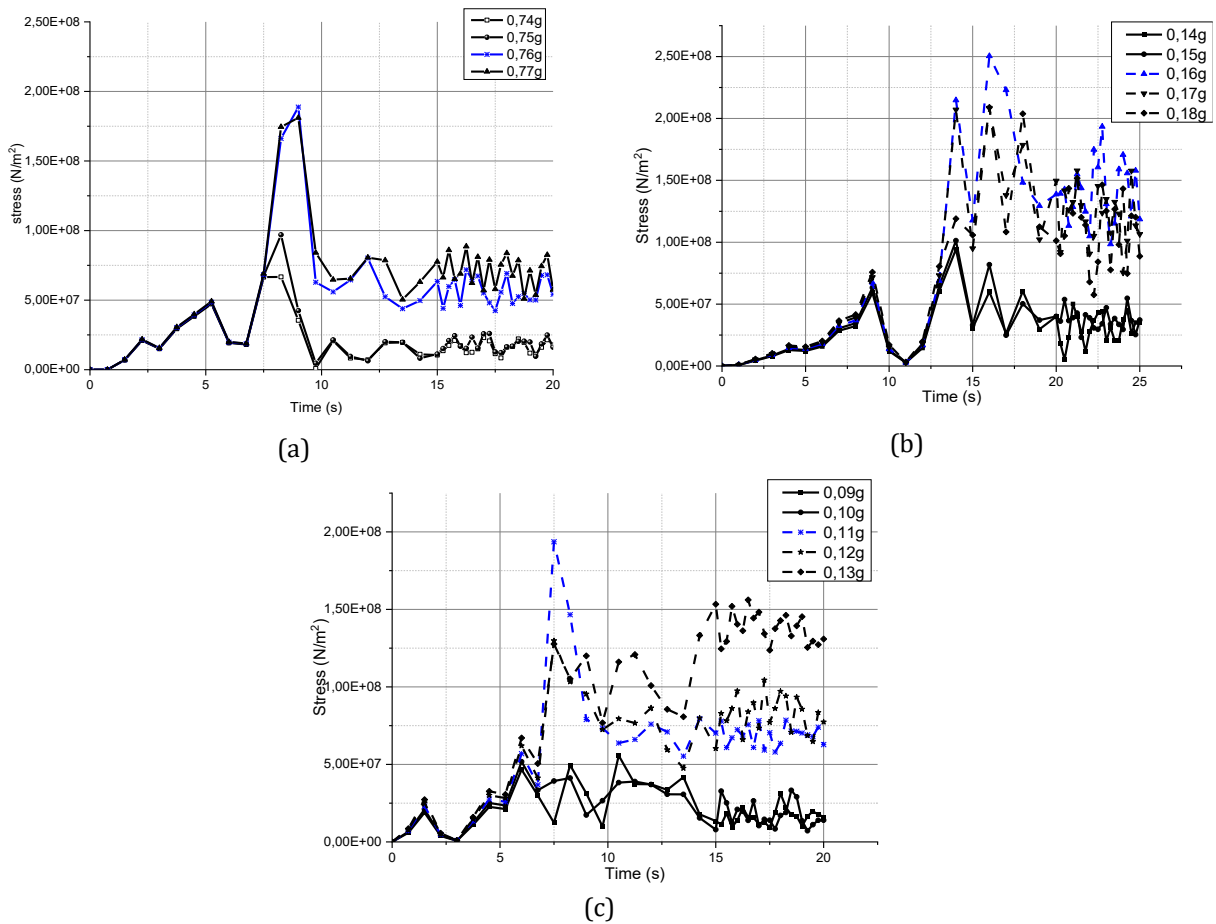 2,50E+08
2,00E+08
1,50E+08
1,00E+08
5,00E+07
0,00E+00
stress (N/m²)
0 5 10 15 20
Time (s)
0,74g
0,75g
0,76g
0,77g
(a)
2,50E+08
2,00E+08
1,50E+08
1,00E+08
5,00E+07
0,00E+00
Stress (N/m²)
0 5 10 15 20 25
Time (s)
0,14g
0,15g
0,16g
0,17g
0,18g
(b)
2,00E+08
1,50E+08
1,00E+08
5,00E+07
0,00E+00
Stress (N/m²)
0 5 10 15 20
Time (s)
0,09g
0,10g
0,11g
0,12g
0,13g
(c)